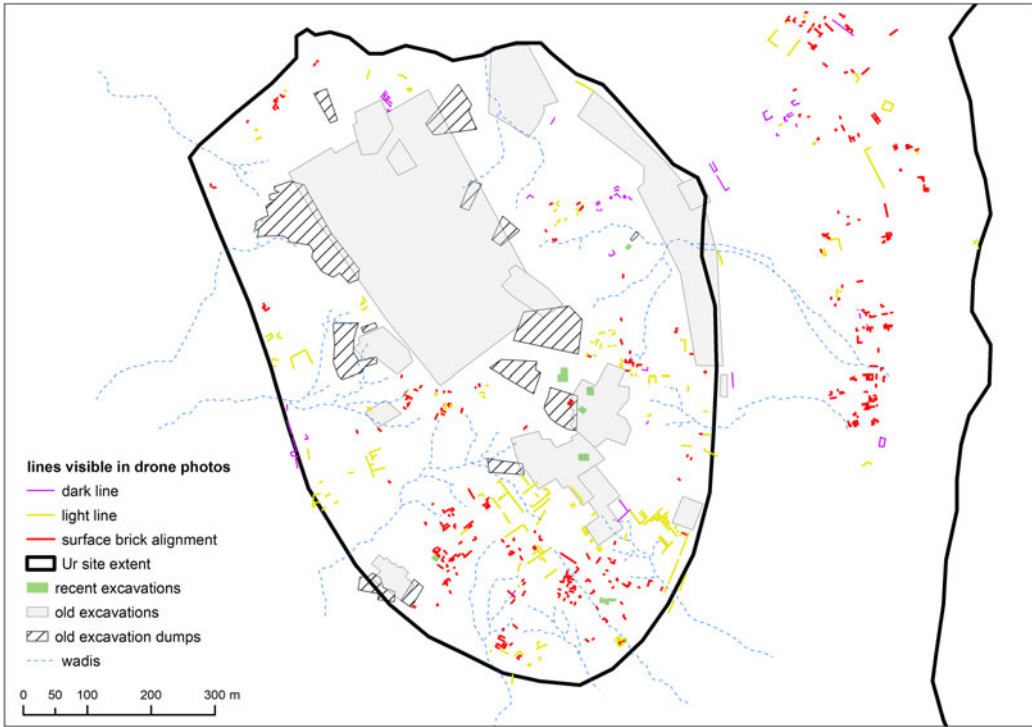 lines visible in drone photos
dark line
light line
surface brick alignment
Ur site extent
recent excavations
old excavations
old excavation dumps
wadis
0 50 100 200 300 m